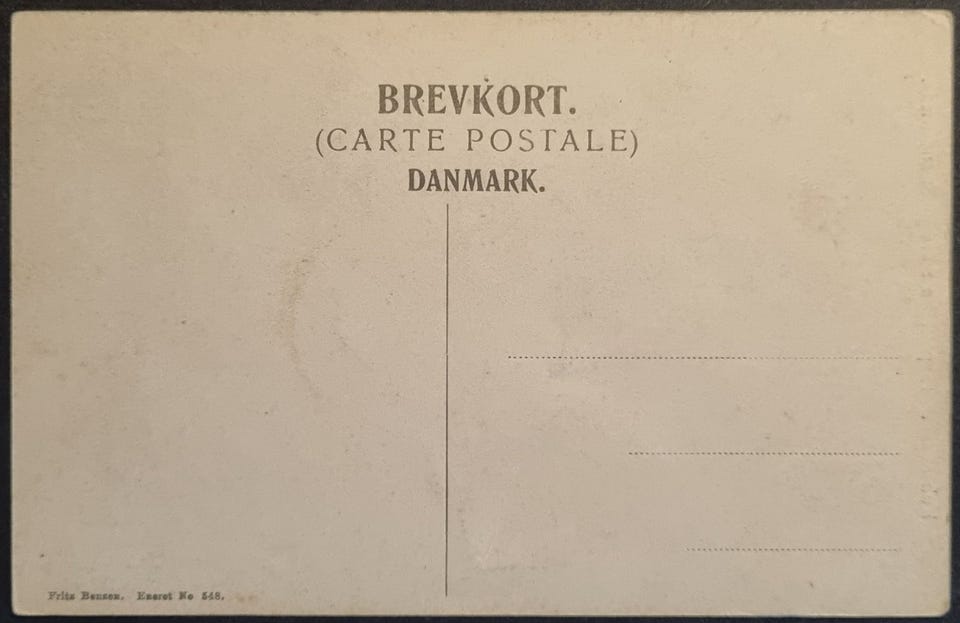 BREVKORT.
(CARTE POSTALE)
DANMARK.
Fritz Benzen. Eneret No 548.